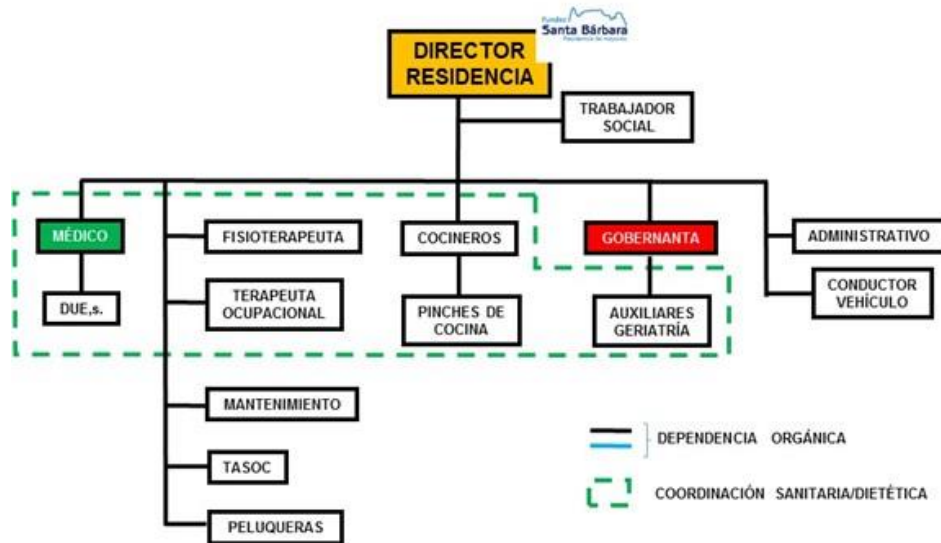 Santa Bárbara
DIRECTOR
RESIDENCIA
TRABAJADOR
SOCIAL
MÉDICO
FISIOTERAPEUTA
COCINEROS
GOBERNANTA
ADMINISTRATIVO
DUE,s.
TERAPEUTA
OCUPACIONAL
PINCHES DE
COCINA
AUXILIARES
GERIATRÍA
CONDUCTOR
VEHÍCULO
MANTENIMIENTO
TASOC
PELUQUERAS
DEPENDENCIA ORGÁNICA
COORDINACIÓN SANITARIA/DIETÉTICA